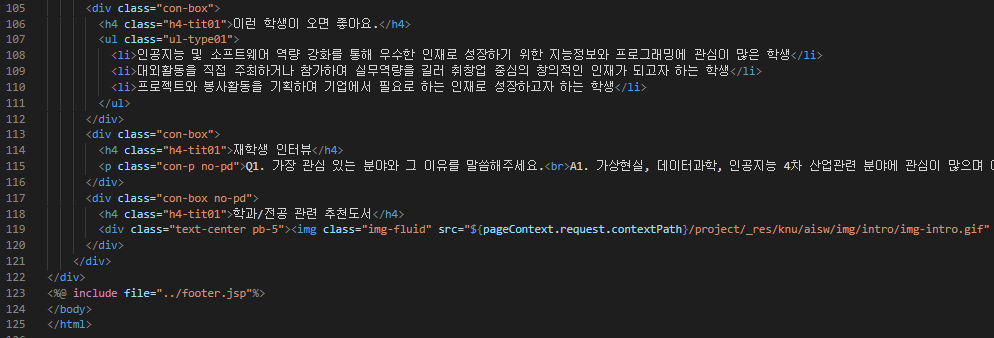 105 <div class="con-box">
106 <h4 class="h4-tit01">이런 학생이 오면 좋아요.</h4>
107 <ul class="ul-type01">
108 <li>인공지능 및 소프트웨어 역량 강화를 통해 우수한 인재로 성장하기 위한 지능정보와 프로그래밍에 관심이 많은 학생</li>
109 <li>대외활동을 직접 주최하거나 참가하여 실무역량을 길러 취창업 중심의 창의적인 인재가 되고자 하는 학생</li>
110 <li>프로젝트와 봉사활동을 기획하여 기업에서 필요로 하는 인재로 성장하고자 하는 학생</li>
111 </ul>
112 </div>
113 <div class="con-box">
114 <h4 class="h4-tit01">재학생 인터뷰</h4>
115 <p class="con-p no-pd">Q1. 가장 관심 있는 분야와 그 이유를 말씀해주세요.<br>A1. 가상현실, 데이터과학, 인공지능 4차 산업관련 분야에 관심이 많으며
116 </div>
117 <div class="con-box no-pd">
118 <h4 class="h4-tit01">학과/전공 관련 추천도서</h4>
119 <div class="text-center pb-5"><img class="img-fluid" src="${pageContext.request.contextPath}/project/_res/knu/aisw/img/intro/img-intro.gif"
120 </div>
121 </div>
122 </div>
123 <%@ include file="../footer.jsp"%>
124 </body>
125 </html>